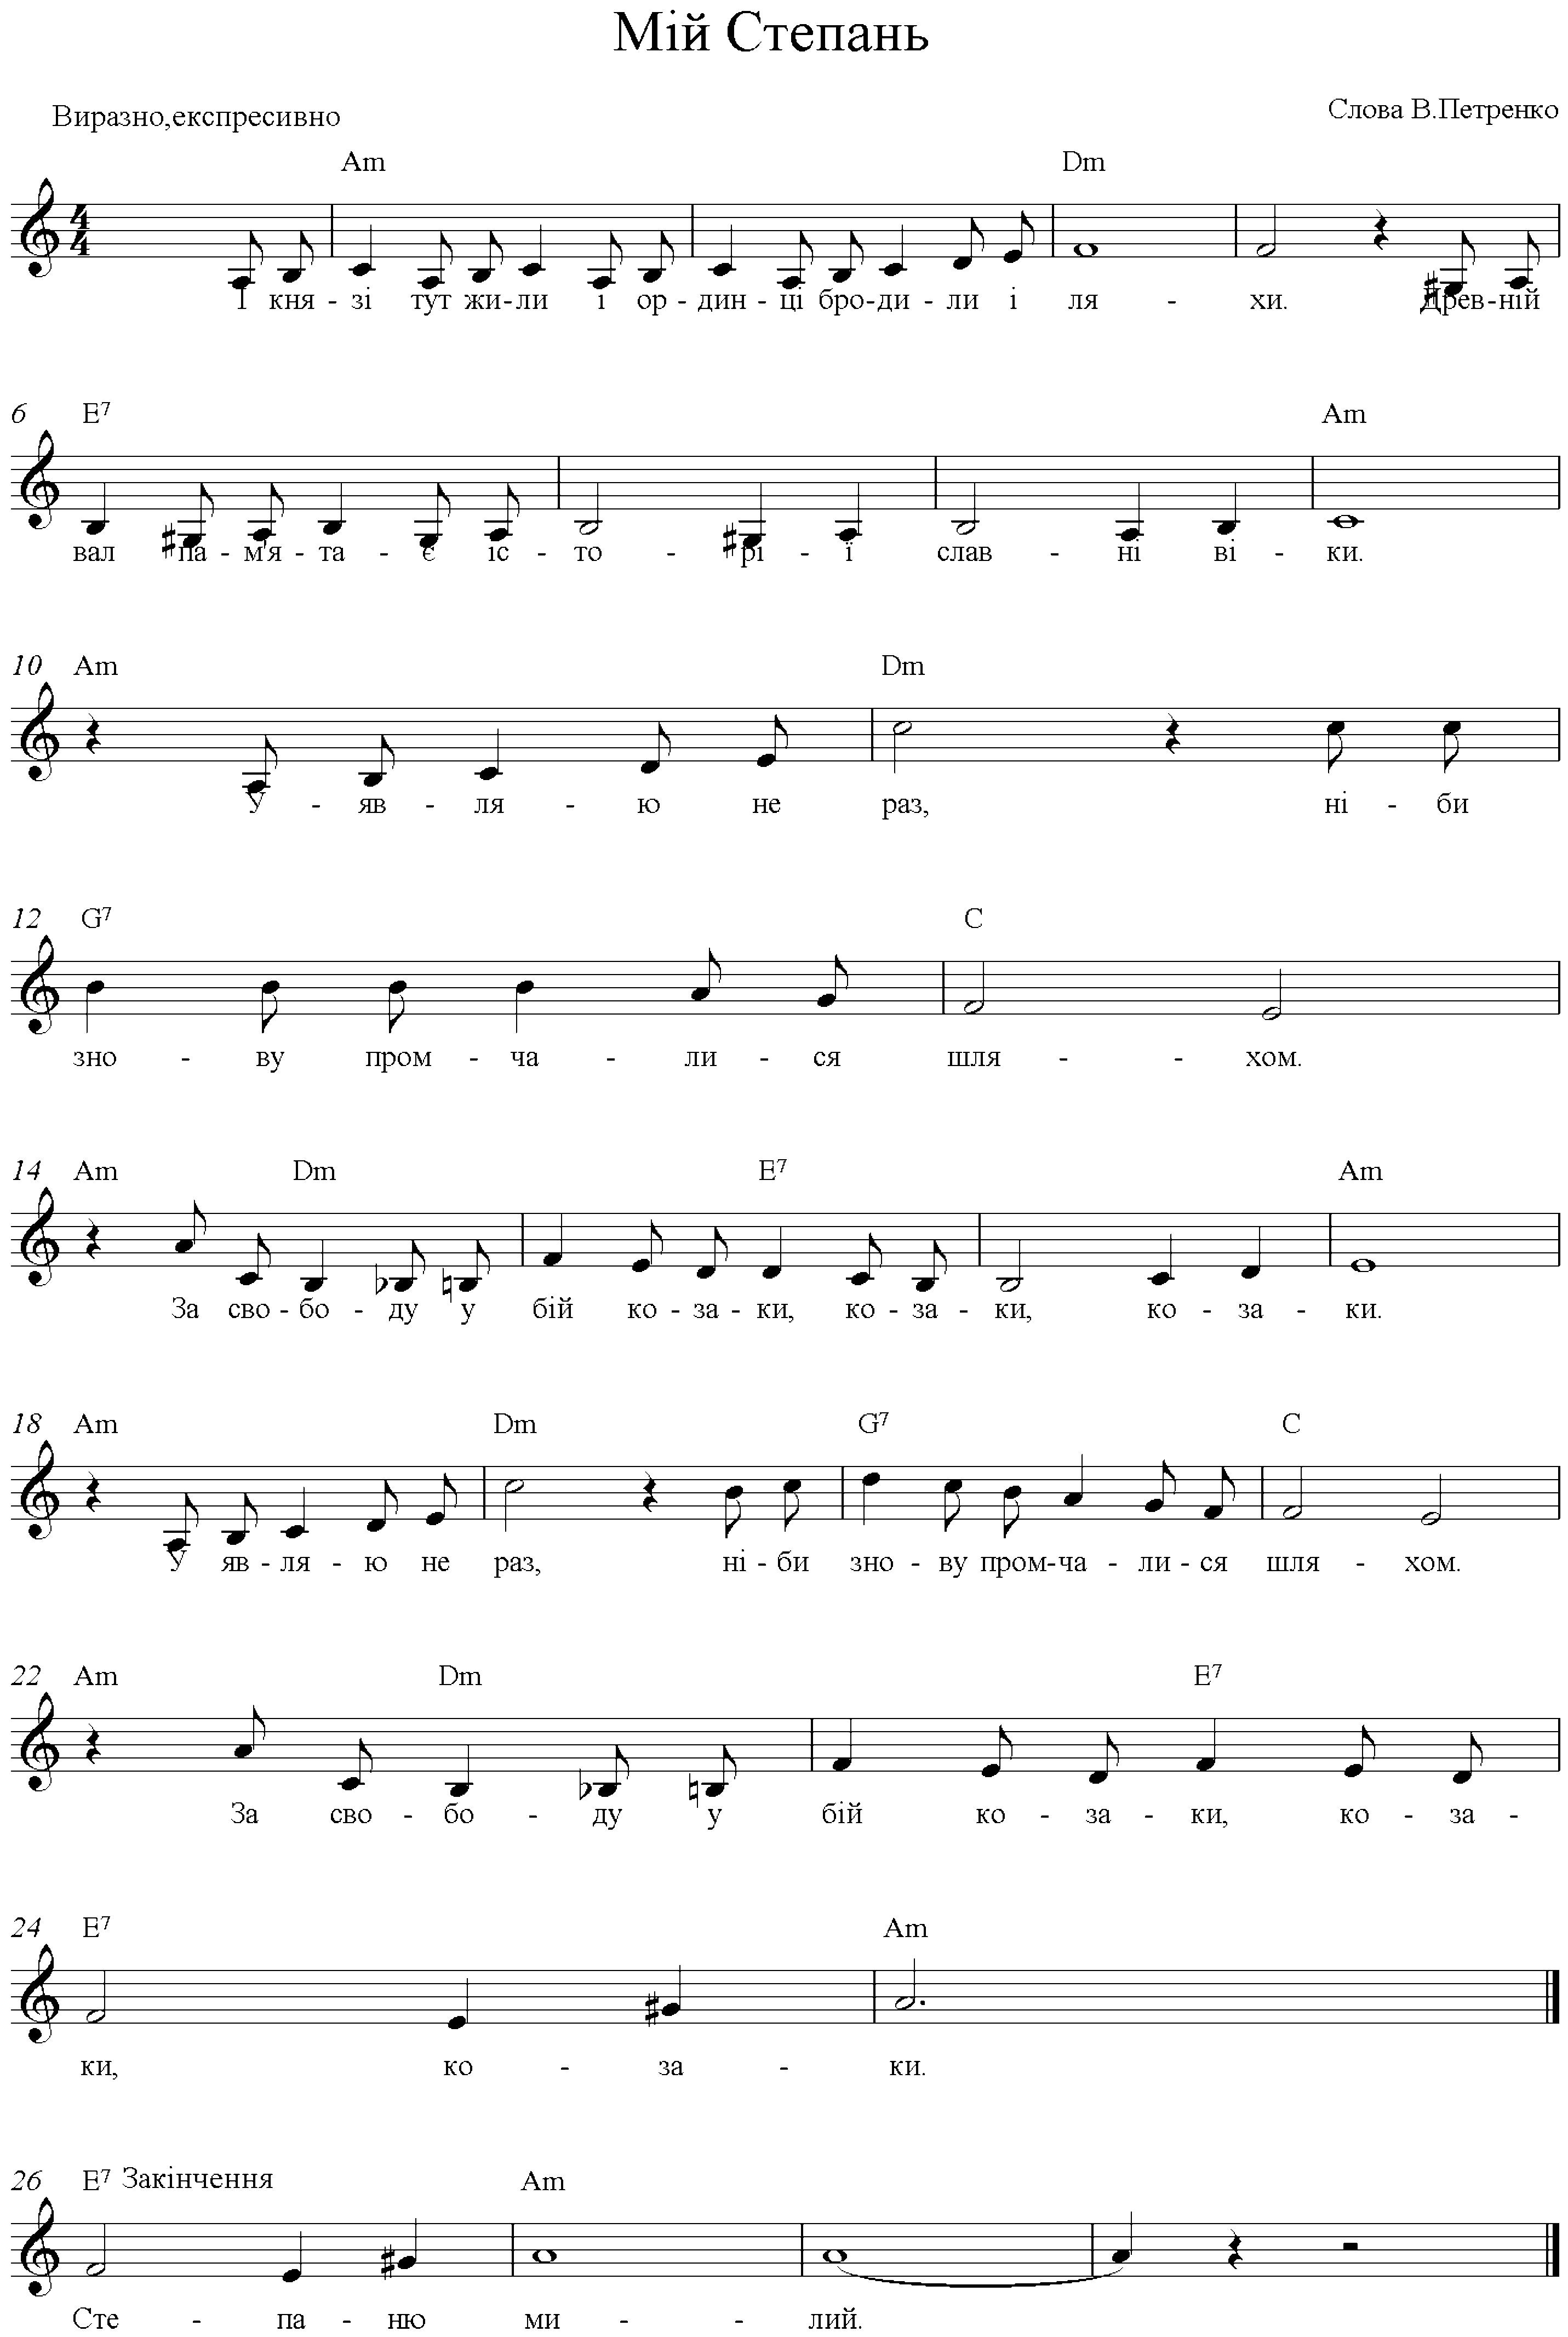 Мій Степань
Виразно,експресивно
Слова В.Петренко
Am Dm
І кня - зі тут жи-ли і ор-дин-ці бро-ди-ли і ля - хи. Древ-ній
6 E7 Am
вал па-м'я-та - є іс - то - рі - ї слав - ні ві - ки.
10 Am Dm
У - яв - ля - ю не раз, ні - би
12 G7 C
зно - ву пром - ча - ли - ся шля - хом.
14 Am Dm E7 Am
За сво-бо - ду у бій ко-за-ки, ко-за-ки, ко - за - ки.
18 Am Dm G7 C
У яв-ля - ю не раз, ні-би зно - ву пром-ча - ли-ся шля - хом.
22 Am Dm E7
За сво - бо - ду у бій ко - за - ки, ко - за -
24 E7 Am
ки, ко - за - ки.
26 E7 Закінчення Am
Сте - па - ню ми - лий.